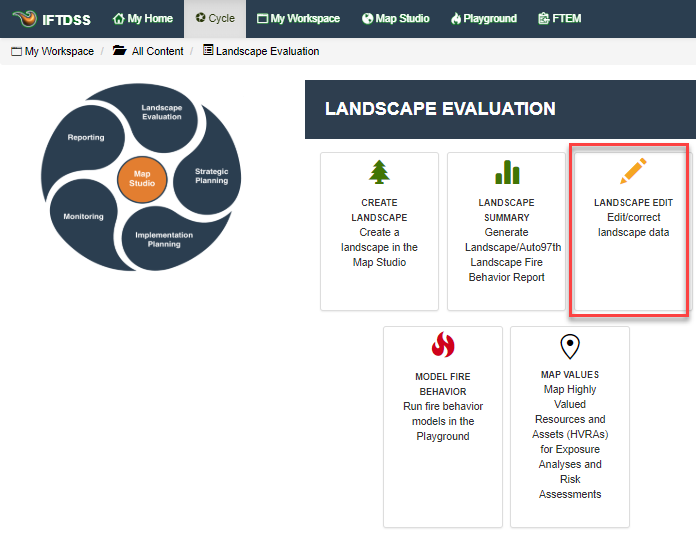 IFTDSS My Home Cycle My Workspace Map Studio Playground FTEM
My Workspace / All Content / Landscape Evaluation
Landscape
Evaluation
Reporting
Strategic
Planning
Map
Studio
Monitoring
Implementation
Planning
LANDSCAPE EVALUATION
CREATE
LANDSCAPE
Create a
landscape in the
Map Studio
LANDSCAPE
SUMMARY
Generate
Landscape/Auto97th
Landscape Fire
Behavior Report
LANDSCAPE EDIT
Edit/correct
landscape data
MODEL FIRE
BEHAVIOR
Run fire behavior
models in the
Playground
MAP VALUES
Map Highly
Valued
Resources and
Assets (HVRAs)
for Exposure
Analyses and
Risk
Assessments